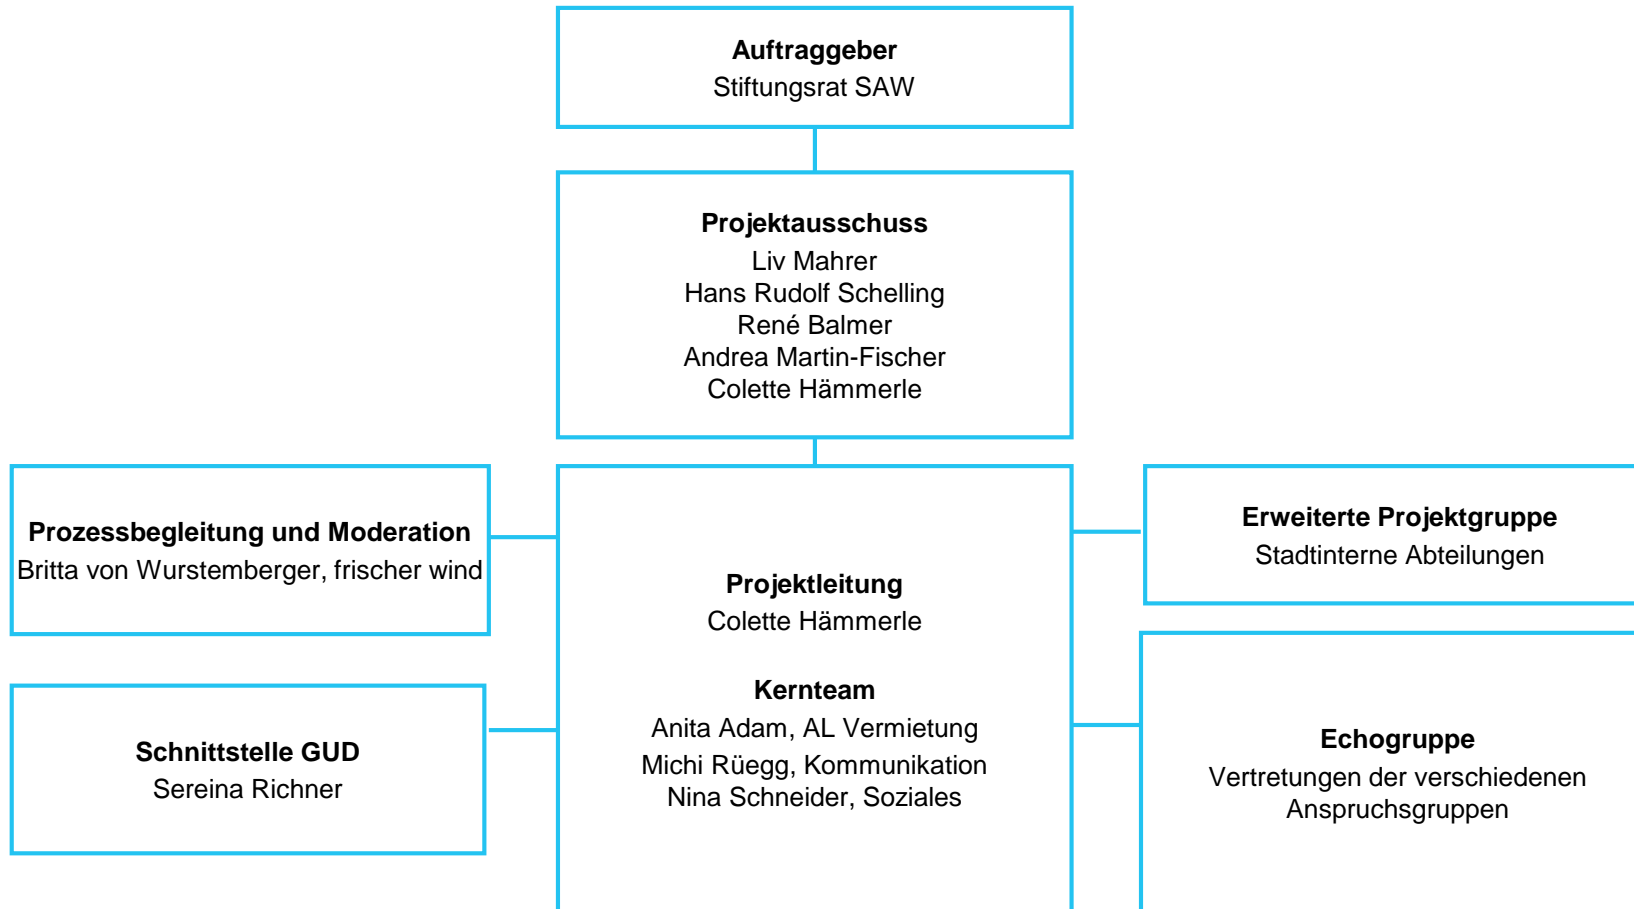 Auftraggeber
Stiftungsrat SAW
Projektausschuss
Liv Mahrer
Hans Rudolf Schelling
René Balmer
Andrea Martin-Fischer
Colette Hämmerle
Prozessbegleitung und Moderation
Britta von Wurstemberger, frischer wind
Schnittstelle GUD
Sereina Richner
Projektleitung
Colette Hämmerle
Kernteam
Anita Adam, AL Vermietung
Michi Rüegg, Kommunikation
Nina Schneider, Soziales
Erweiterte Projektgruppe
Stadtinterne Abteilungen
Echogruppe
Vertretungen der verschiedenen
Anspruchsgruppen